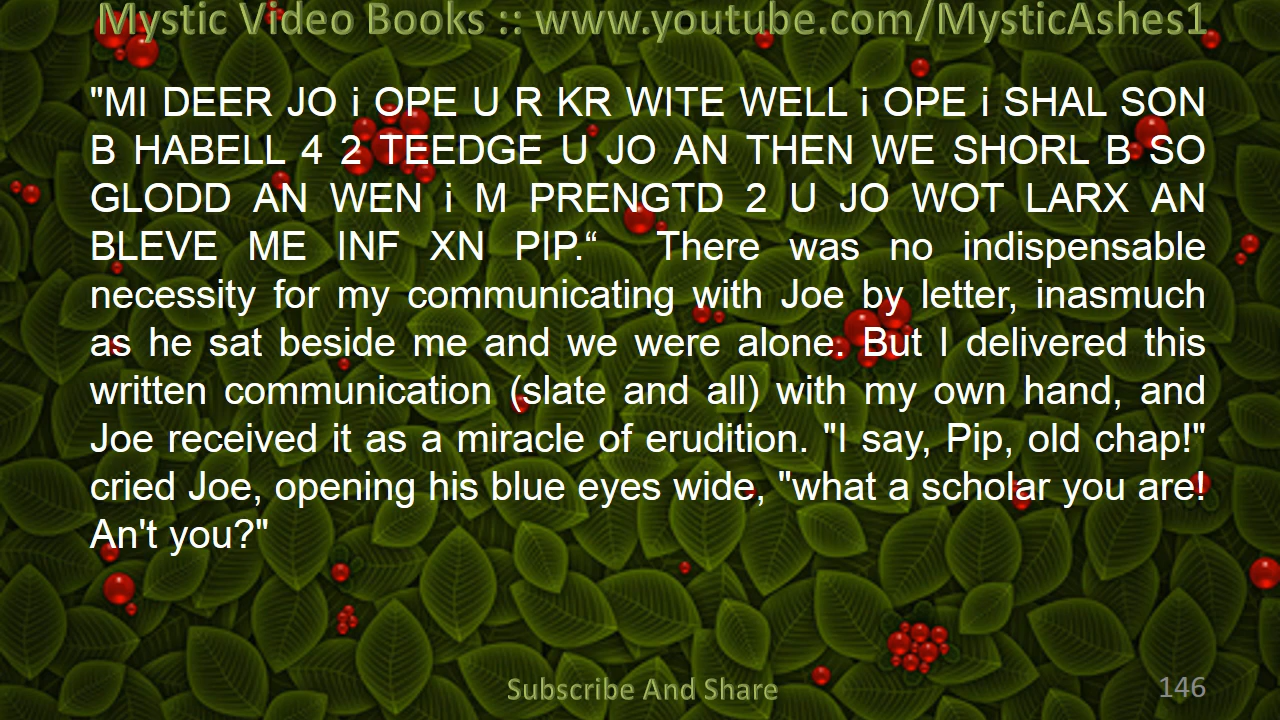 Mystic Video Books :: www.youtube.com/MysticAshes1
"MI DEER JO i OPE U R KR WITE WELL i OPE i SHAL SON
B HABELL 4 2 TEEDGE U JO AN THEN WE SHORL B SO
GLODD AN WEN i M PRENGTD 2 U JO WOT LARX AN
BLEVE ME INF XN PIP.“ There was no indispensable
necessity for my communicating with Joe by letter, inasmuch
as he sat beside me and we were alone. But I delivered this
written communication (slate and all) with my own hand, and
Joe received it as a miracle of erudition. "I say, Pip, old chap!"
cried Joe, opening his blue eyes wide, "what a scholar you are!
An't you?"
Subscribe And Share
146